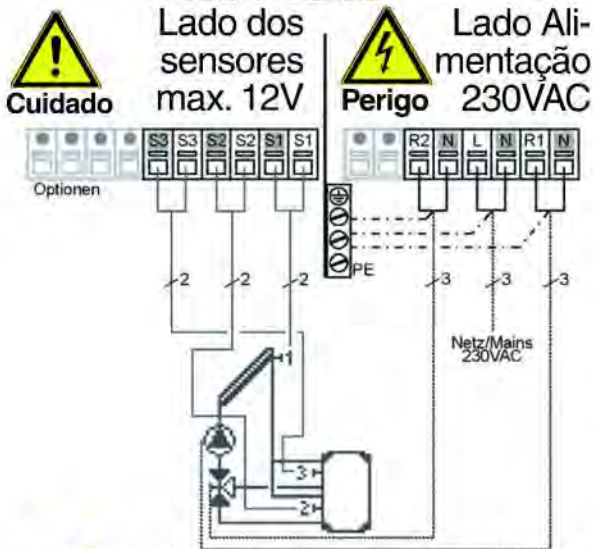 Lado dos
sensores
max. 12V
Cuidado
Lado Ali-
mentação
230VAC
Perigo
S3 S3 S2 S2 S1 S1
R2 N L N R1 N
Optionen
PE
2 2 2
3 3 3
Netz/Mains
230VAC
1
3
2